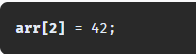 arr[2] = 42;